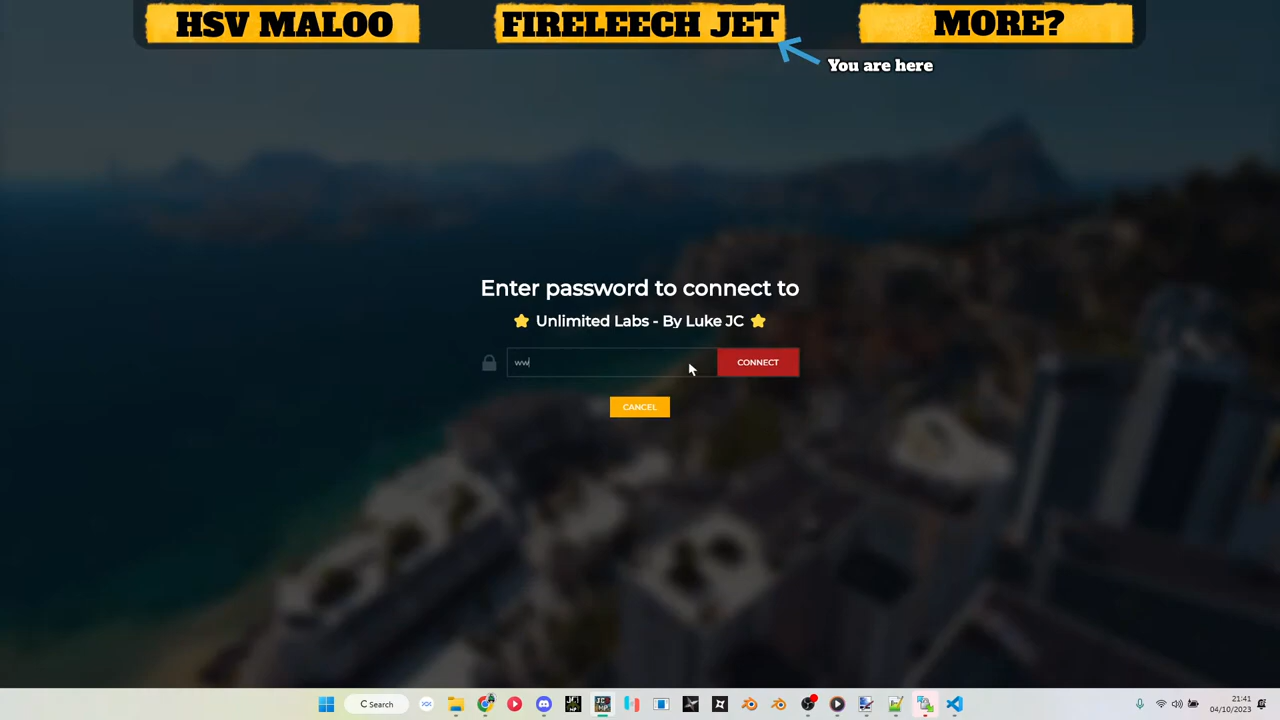 HSV MALOO
FIRELEECH JET
MORE?
You are here
Enter password to connect to
Unlimited Labs - By Luke JC
ww
CONNECT
CANCEL
Search
21:41
04/10/2023